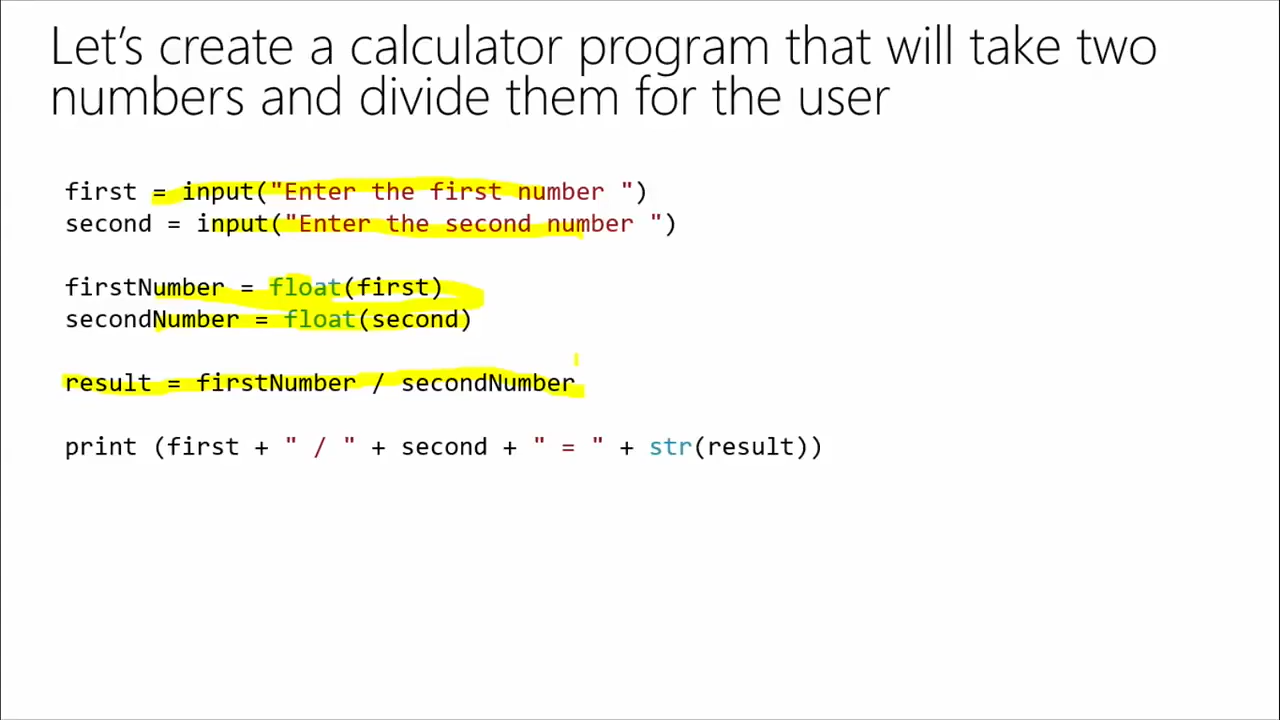 Let's create a calculator program that will take two
numbers and divide them for the user
first = input("Enter the first number ")
second = input("Enter the second number ")
firstNumber = float(first)
secondNumber = float(second)
result = firstNumber / secondNumber
print (first + " / " + second + " = " + str(result))